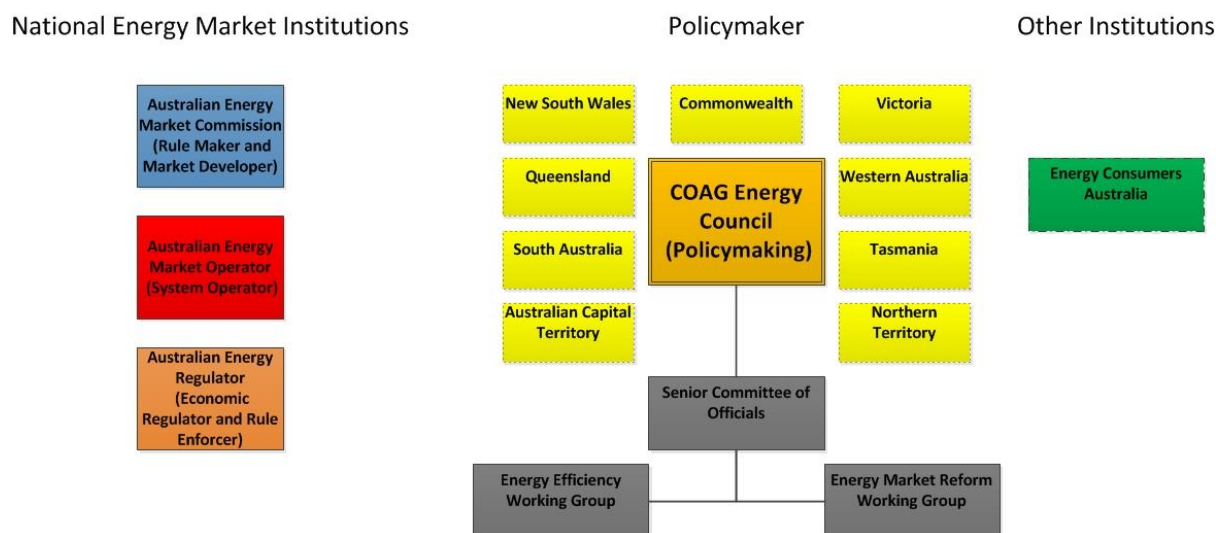 National Energy Market Institutions
Policymaker
Other Institutions
Australian Energy
Market Commission
(Rule Maker and
Market Developer)
Australian Energy
Market Operator
(System Operator)
Australian Energy
Regulator
(Economic
Regulator and Rule
Enforcer)
New South Wales
Commonwealth
Victoria
Queensland
COAG Energy
Council
(Policymaking)
Western Australia
South Australia
Tasmania
Australian Capital
Territory
Northern
Territory
Senior Committee of
Officials
Energy Efficiency
Working Group
Energy Market Reform
Working Group
Energy Consumers
Australia